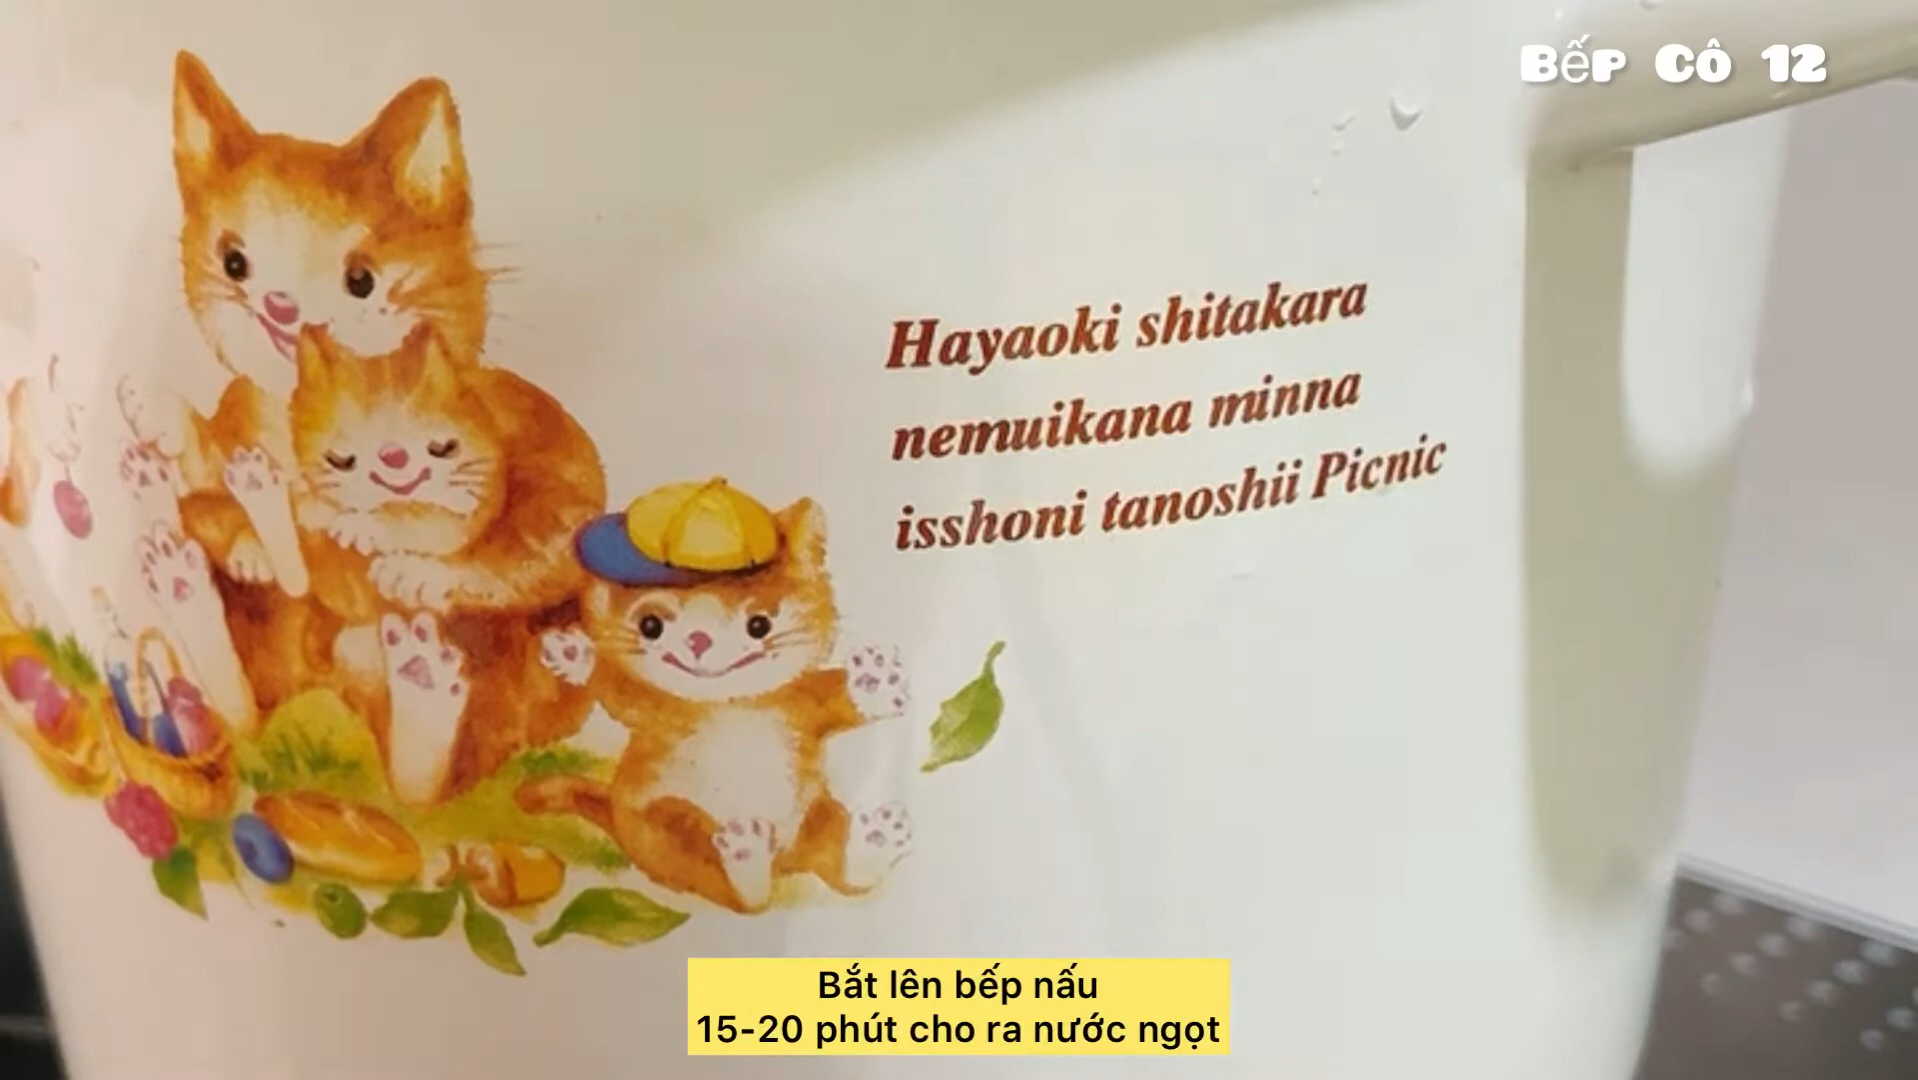 Bếp Cô 12
Hayaoki shitakara
nemuikana minna
isshoni tanoshii Picnic
Bắt lên bếp nấu
15-20 phút cho ra nước ngọt